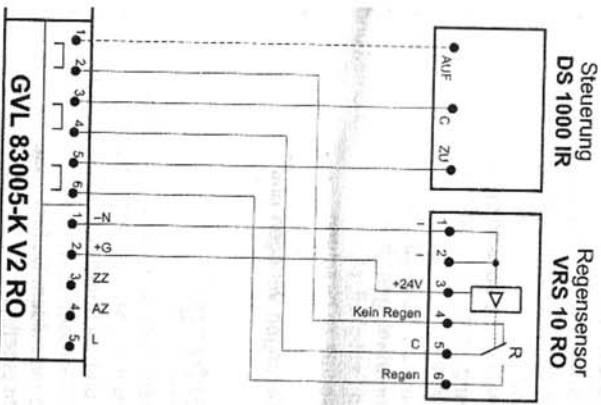 Steuerung
DS 1000 IR
AUF
C
ZU
Regensensor
VRS 10 RO
–
1
–
2
+24V
3
Kein Regen
4
C
5
Regen
6
R
GVL 83005-K V2 RO
1
2
3
4
5
6
1 –N
2 +G
3 ZZ
4 AZ
5 L